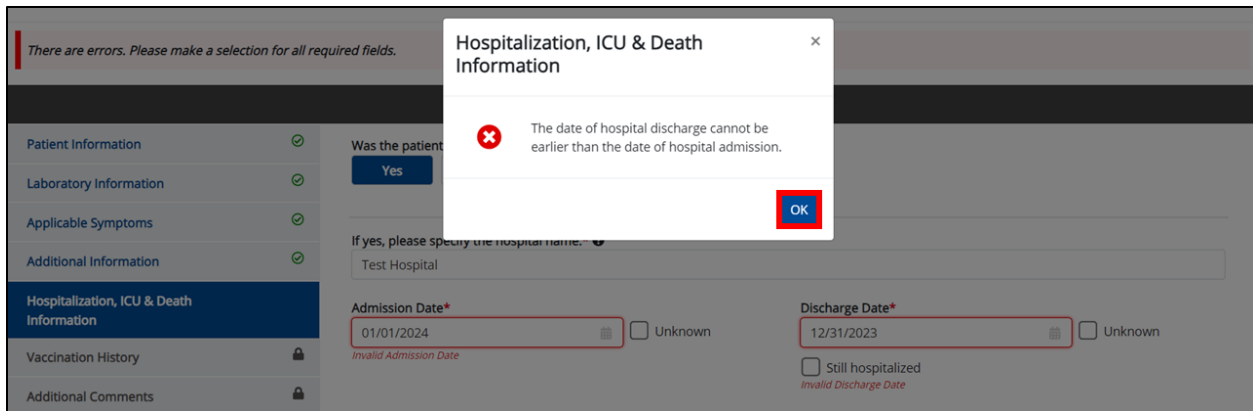 There are errors. Please make a selection for all required fields.
Hospitalization, ICU & Death
Information
×
The date of hospital discharge cannot be
earlier than the date of hospital admission.
OK
Patient Information
Laboratory Information
Applicable Symptoms
Additional Information
Hospitalization, ICU & Death
Information
Vaccination History
Additional Comments
Was the patient
Yes
If yes, please specify the hospital name.*
Test Hospital
Admission Date*
01/01/2024
Unknown
Invalid Admission Date
Discharge Date*
12/31/2023
Unknown
Still hospitalized
Invalid Discharge Date